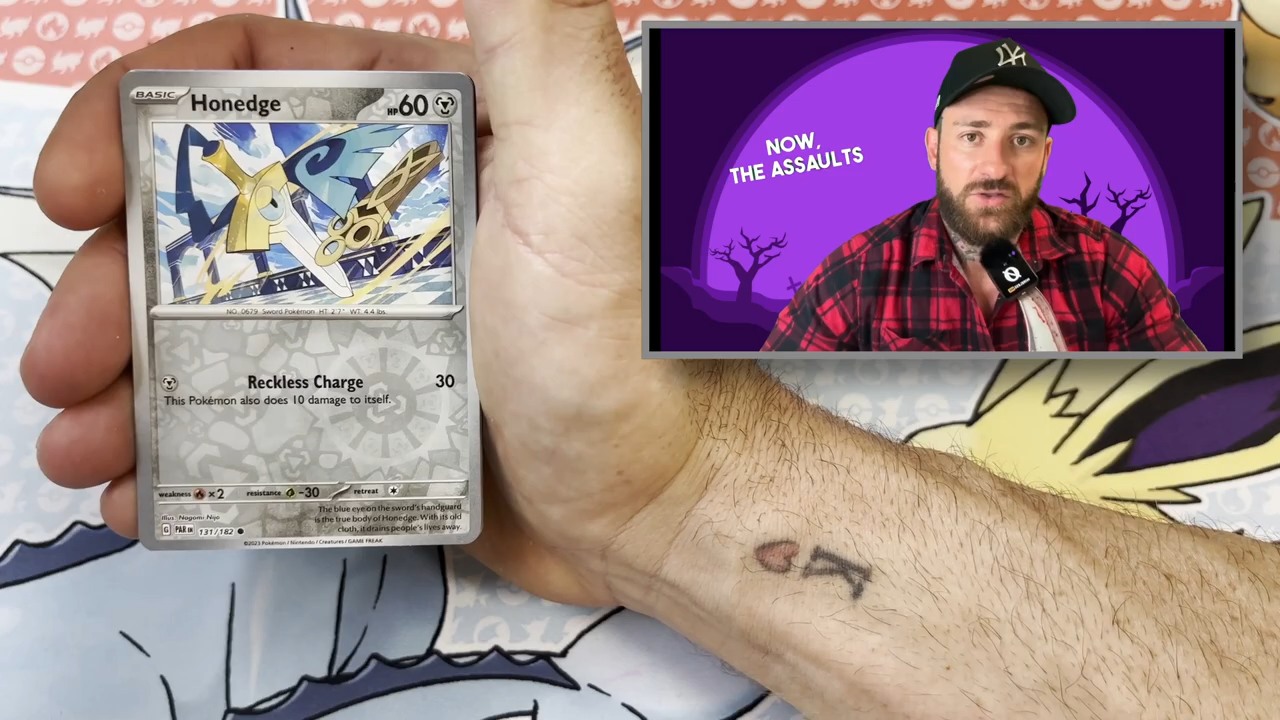 BASIC
Honedge
HP60
NO. 0679 Sword Pokémon HT: 2'7" WT: 4.4 lbs.
Reckless Charge 30
This Pokémon also does 10 damage to itself.
weakness ×2 resistance -30 retreat
The blue eye on the sword's handguard
is the true body of Honedge. With its old
cloth, it drains people's lives away.
Illus. Nagomi Nijo
G PAR EN 131/182
©2023 Pokémon / Nintendo / Creatures / GAME FREAK
NOW,
THE ASSAULTS
K